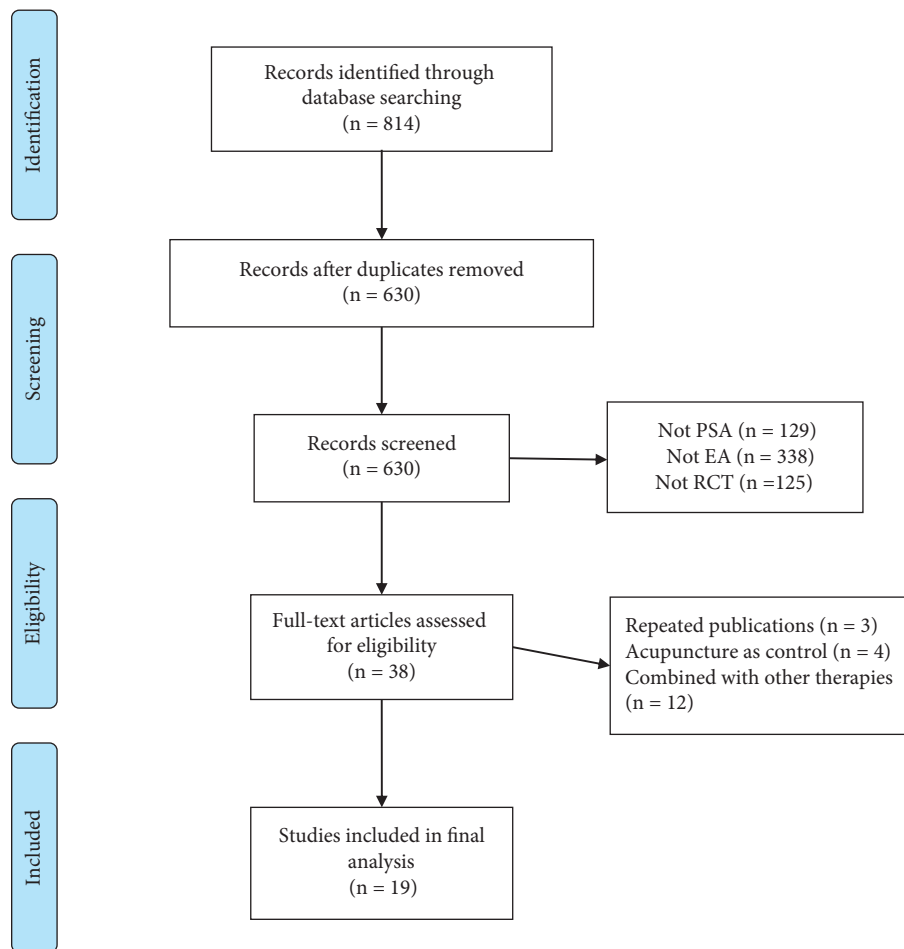 Identification
Records identified through
database searching
(n = 814)
Records after duplicates removed
(n = 630)
Screening
Records screened
(n = 630)
Not PSA (n = 129)
Not EA (n = 338)
Not RCT (n =125)
Eligibility
Full-text articles assessed
for eligibility
(n = 38)
Repeated publications (n = 3)
Acupuncture as control (n = 4)
Combined with other therapies
(n = 12)
Included
Studies included in final
analysis
(n = 19)